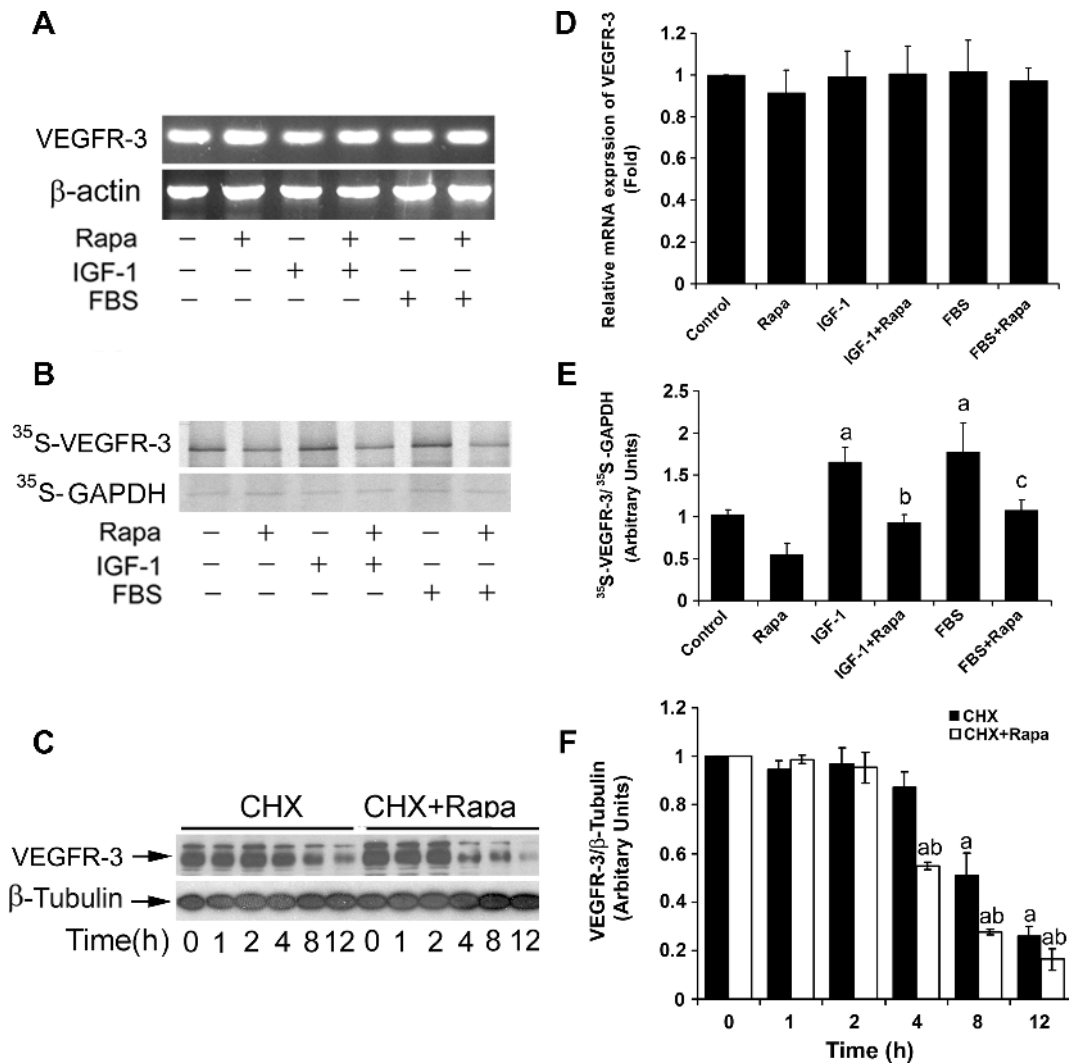 A
VEGFR-3
β-actin
Rapa – + – + – +
IGF-1 – – + + – –
FBS – – – – + +
B
³⁵S-VEGFR-3
³⁵S-GAPDH
Rapa – + – + – +
IGF-1 – – + + – –
FBS – – – – + +
C
CHX CHX+Rapa
VEGFR-3
β-Tubulin
Time(h) 0 1 2 4 8 12 0 1 2 4 8 12
D
Relative mRNA exprssion of VEGFR-3
(Fold)
1.2
1
0.8
0.6
0.4
0.2
0
Control Rapa IGF-1 IGF-1+Rapa FBS FBS+Rapa
E
³⁵S-VEGFR-3/ ³⁵S-GAPDH
(Arbitrary Units)
2.5
2
1.5
1
0.5
0
a b a c
Control Rapa IGF-1 IGF-1+Rapa FBS FBS+Rapa
F
VEGFR-3/β-Tubulin
(Arbitary Units)
1.2
1
0.8
0.6
0.4
0.2
0
CHX
CHX+Rapa
ab a ab a ab
0 1 2 4 8 12
Time (h)